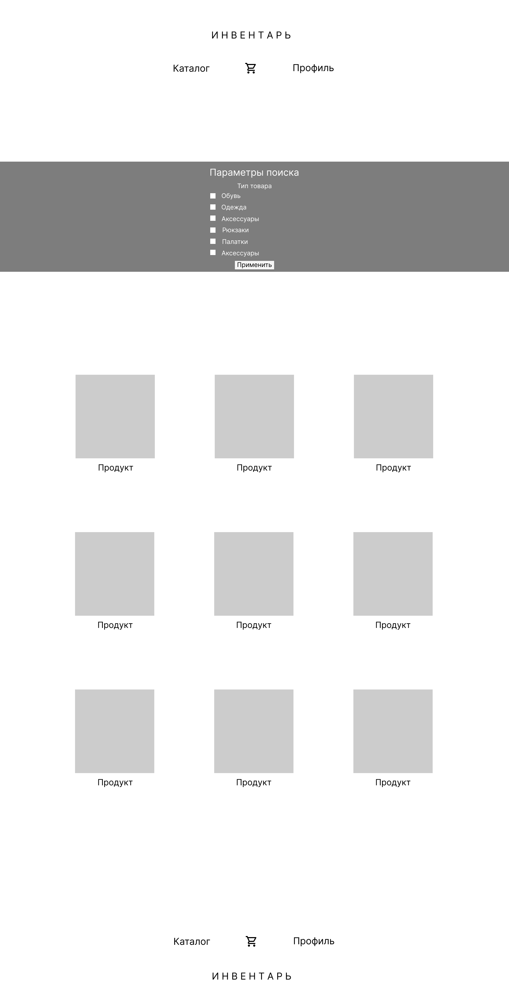 ИНВЕНТАРЬ
Каталог Профиль
Параметры поиска
Тип товара
Обувь
Одежда
Аксессуары
Рюкзаки
Палатки
Аксессуары
Применить
Продукт Продукт Продукт
Продукт Продукт Продукт
Продукт Продукт Продукт
Каталог Профиль
ИНВЕНТАРЬ